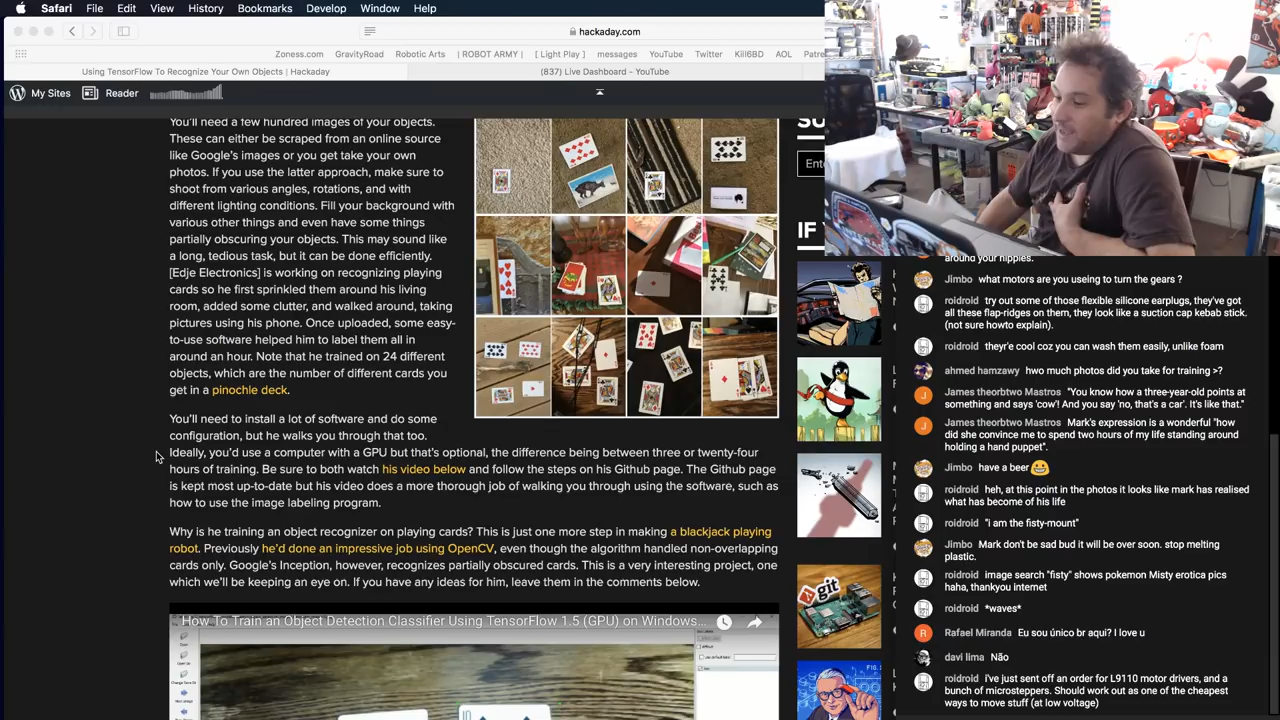 Safari File Edit View History Bookmarks Develop Window Help
hackaday.com
Zoness.com GravityRoad Robotic Arts | ROBOT ARMY | [ Light Play ] messages YouTube Twitter Kill6BD AOL Patre
Using TensorFlow To Recognize Your Own Objects | Hackaday
(837) Live Dashboard - YouTube
My Sites Reader
You'll need a few hundred images of your objects.
These can either be scraped from an online source
like Google's images or you get take your own
photos. If you use the latter approach, make sure to
shoot from various angles, rotations, and with
different lighting conditions. Fill your background with
various other things and even have some things
partially obscuring your objects. This may sound like
a long, tedious task, but it can be done efficiently.
[Edje Electronics] is working on recognizing playing
cards so he first sprinkled them around his living
room, added some clutter, and walked around, taking
pictures using his phone. Once uploaded, some easy-
to-use software helped him to label them all in
around an hour. Note that he trained on 24 different
objects, which are the number of different cards you
get in a pinochle deck.
You'll need to install a lot of software and do some
configuration, but he walks you through that too.
Ideally, you'd use a computer with a GPU but that's optional, the difference being between three or twenty-four
hours of training. Be sure to both watch his video below and follow the steps on his Github page. The Github page
is kept most up-to-date but his video does a more thorough job of walking you through using the software, such as
how to use the image labeling program.
Why is he training an object recognizer on playing cards? This is just one more step in making a blackjack playing
robot. Previously he'd done an impressive job using OpenCV, even though the algorithm handled non-overlapping
cards only. Google's Inception, however, recognizes partially obscured cards. This is a very interesting project, one
which we'll be keeping an eye on. If you have any ideas for him, leave them in the comments below.
How To Train an Object Detection Classifier Using TensorFlow 1.5 (GPU) on Windows...
SU
Ente
IF Y
git
FIG.
around your nipples.
Jimbo what motors are you useing to turn the gears ?
roidroid try out some of those flexible silicone earplugs, they've got
all these flap-ridges on them, they look like a suction cap kebab stick.
(not sure howto explain).
roidroid theyr'e cool coz you can wash them easily, unlike foam
ahmed hamzawy hwo much photos did you take for training >?
James theorbtwo Mastros "You know how a three-year-old points at
something and says 'cow'! And you say 'no, that's a car'. It's like that."
James theorbtwo Mastros Mark's expression is a wonderful "how
did she convince me to spend two hours of my life standing around
holding a hand puppet".
Jimbo have a beer
roidroid heh, at this point in the photos it looks like mark has realised
what has become of his life
roidroid "i am the fisty-mount"
Jimbo Mark don't be sad bud it will be over soon. stop melting
plastic.
roidroid image search "fisty" shows pokemon Misty erotica pics
haha, thankyou internet
roidroid *waves*
Rafael Miranda Eu sou único br aqui? I love u
davi lima Não
roidroid i've just sent off an order for L9110 motor drivers, and a
bunch of microsteppers. Should work out as one of the cheapest
ways to move stuff (at low voltage)